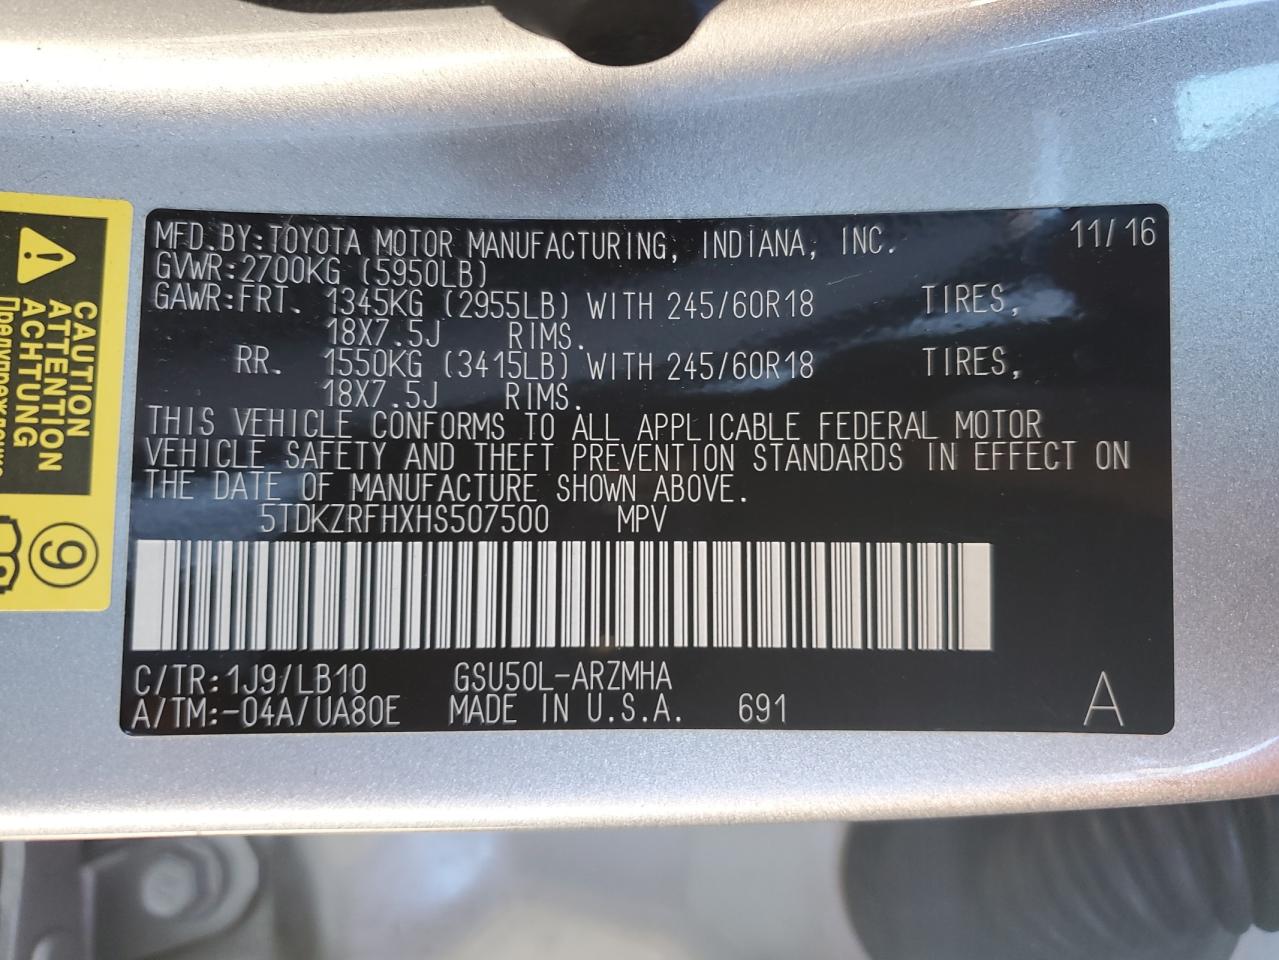 MFD.BY:TOYOTA MOTOR MANUFACTURING, INDIANA, INC. 11/16
GVWR:2700KG (5950LB)
GAWR:FRT. 1345KG (2955LB) WITH 245/60R18 TIRES,
18X7.5J RIMS.
RR. 1550KG (3415LB) WITH 245/60R18 TIRES,
18X7.5J RIMS.
THIS VEHICLE CONFORMS TO ALL APPLICABLE FEDERAL MOTOR
VEHICLE SAFETY AND THEFT PREVENTION STANDARDS IN EFFECT ON
THE DATE OF MANUFACTURE SHOWN ABOVE.
5TDKZRFHXHS507500 MPV
C/TR:1J9/LB10 GSU50L-ARZMHA
A/TM:-04A/UA80E MADE IN U.S.A. 691 A
CAUTION
ATTENTION
ACHTUNG
9